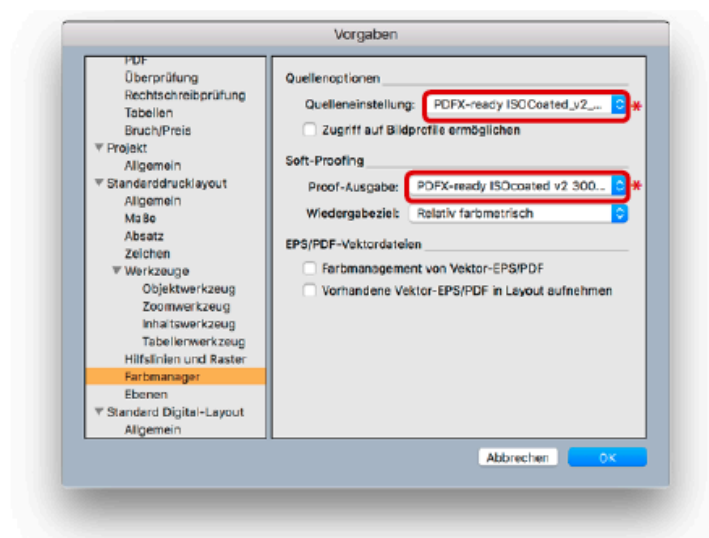 Vorgaben
PDF
Überprüfung
Rechtschreibprüfung
Tabellen
Bruch/Preis
Projekt
Allgemein
Standarddrucklayout
Allgemein
Maße
Absatz
Zeichen
Werkzeuge
Objektwerkzeug
Zoomwerkzeug
Inhaltswerkzeug
Tabellenwerkzeug
Hilfslinien und Raster
Farbmanager
Ebenen
Standard Digital-Layout
Allgemein
Quellenoptionen
Quelleneinstellung: PDFX-ready ISOCoated_v2_... *
Zugriff auf Bildprofile ermöglichen
Soft-Proofing
Proof-Ausgabe: PDFX-ready ISOcoated v2 300... *
Wiedergabeziel: Relativ farbmetrisch
EPS/PDF-Vektordateien
Farbmanagement von Vektor-EPS/PDF
Vorhandene Vektor-EPS/PDF in Layout aufnehmen
Abbrechen OK